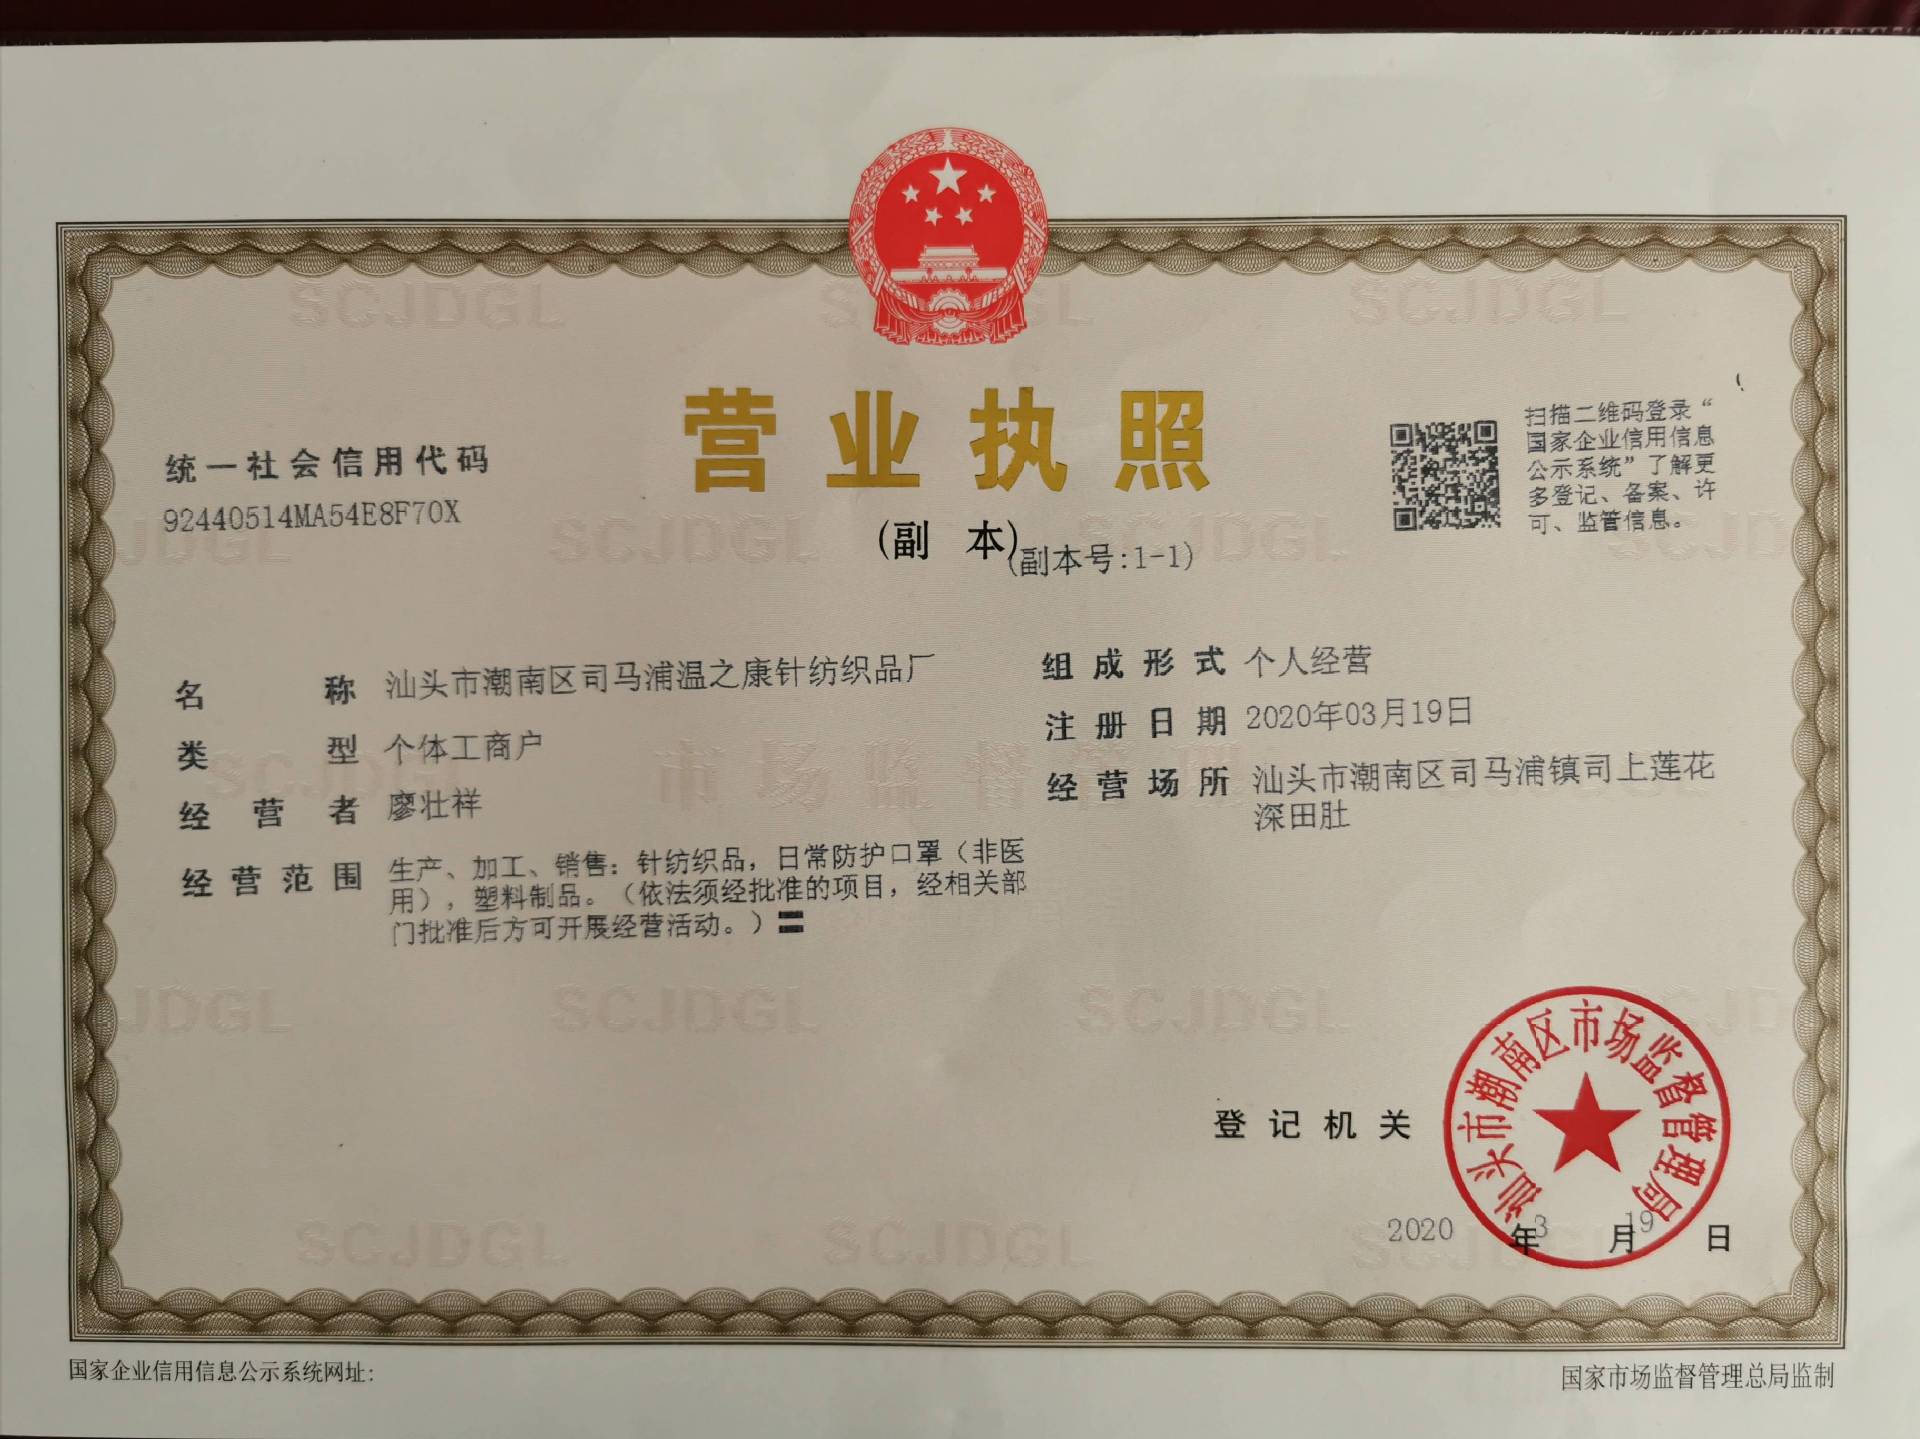 营业执照
(副 本)
(副本号:1-1)
统一社会信用代码
92440514MA54E8F70X
扫描二维码登录“
国家企业信用信息
公示系统”了解更
多登记、备案、许
可、监管信息。
名 称 汕头市潮南区司马浦温之康针纺织品厂
类 型 个体工商户
经 营 者 廖壮祥
经 营 范 围 生产、加工、销售：针纺织品，日常防护口罩（非医
用），塑料制品。（依法须经批准的项目，经相关部
门批准后方可开展经营活动。）〓
组 成 形 式 个人经营
注 册 日 期 2020年03月19日
经 营 场 所 汕头市潮南区司马浦镇司上莲花
深田肚
登 记 机 关
汕头市潮南区市场监督管理局
2020 年 3 月 19 日
国家企业信用信息公示系统网址:
国家市场监督管理总局监制
SCJDGL
市场监督管理